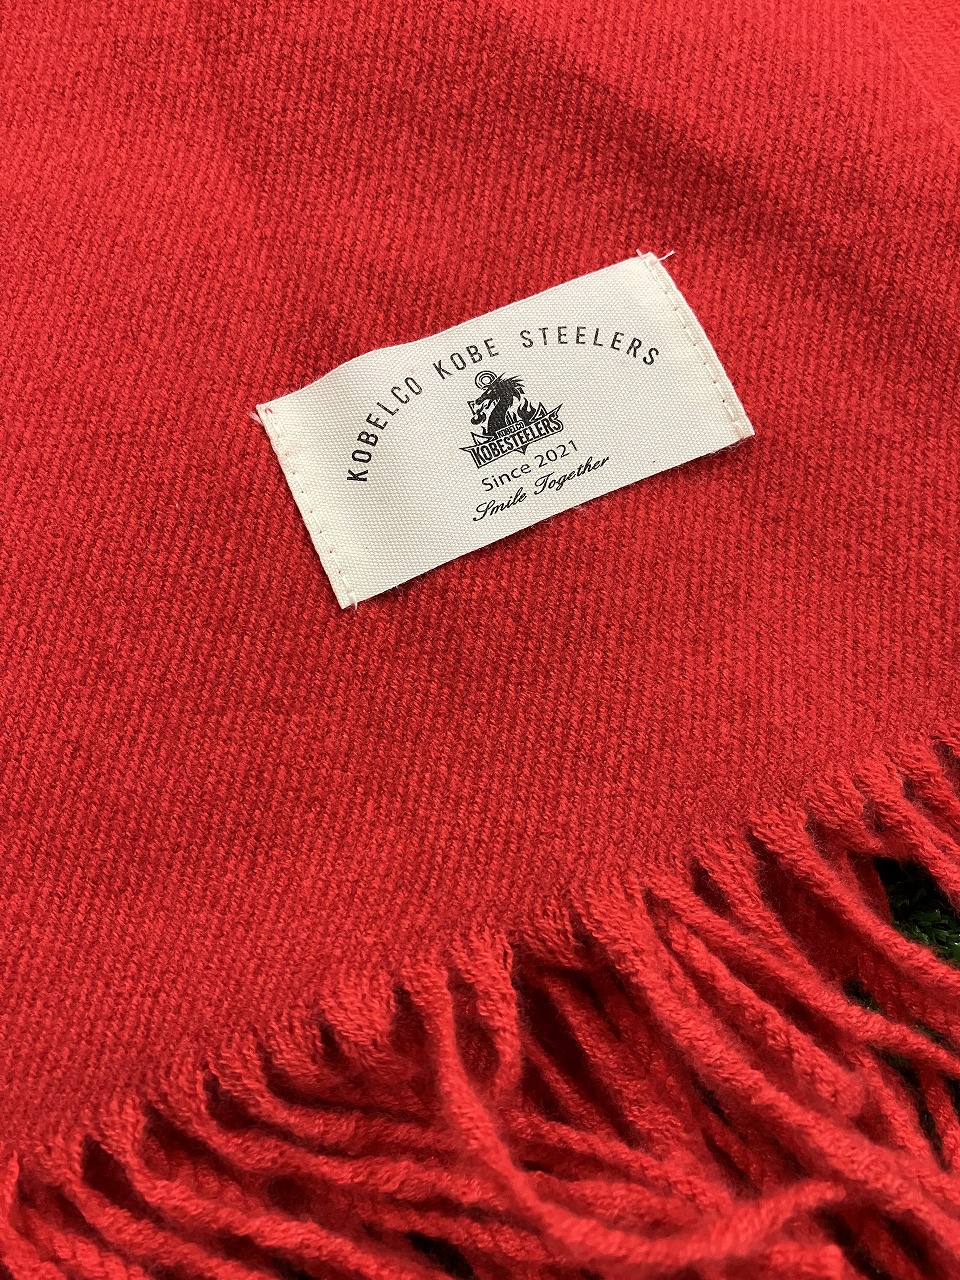 KOBELCO KOBE STEELERS
KOBELCO
KOBESTEELERS
Since 2021
Smile Together